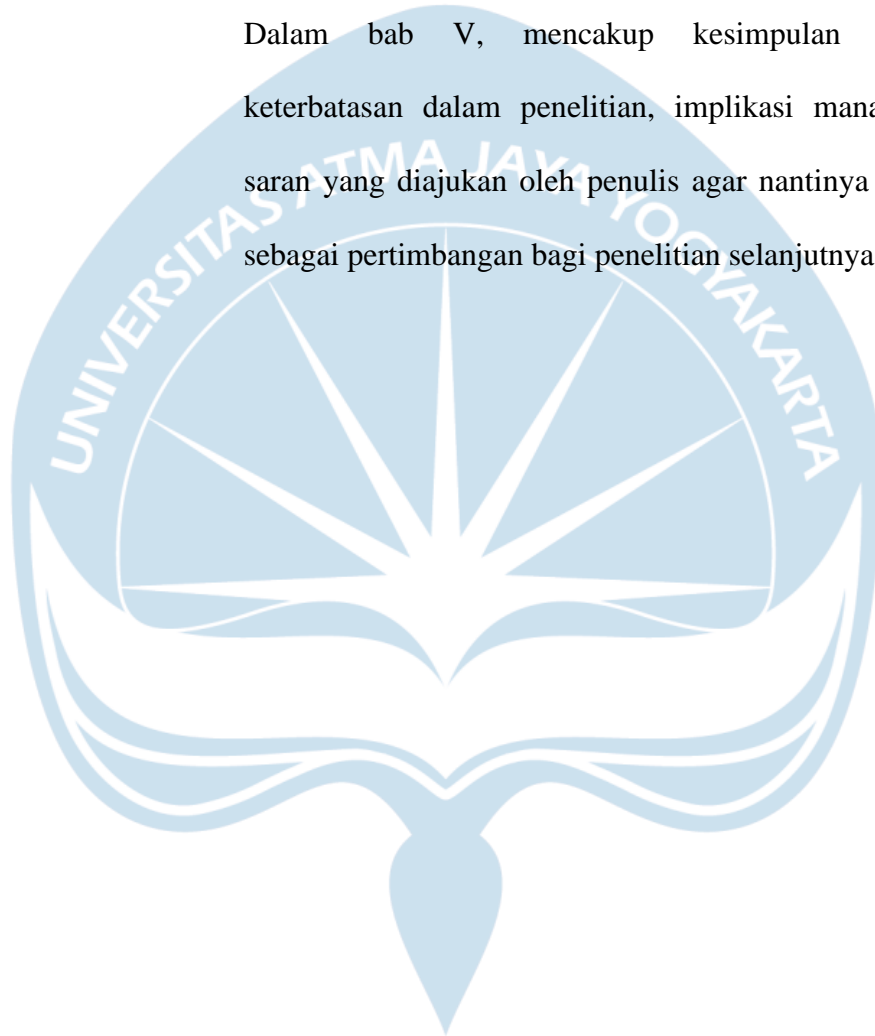 Dalam bab V, mencakup kesimpulan
keterbatasan dalam penelitian, implikasi
saran yang diajukan oleh penulis agar nantinya
sebagai pertimbangan bagi penelitian selanjutnya
UNIVERSITAS ATMA JAYA YOGYAKARTA